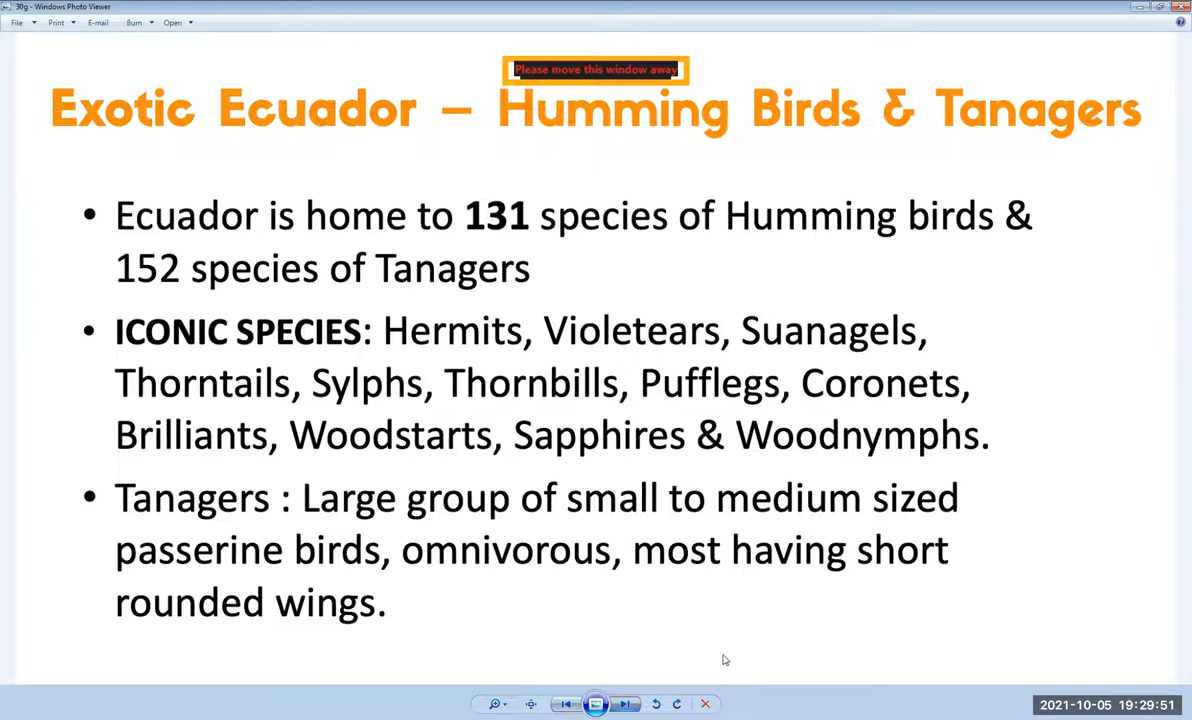 30g - Windows Photo Viewer
File Print E-mail Burn Open
Please move this window away
Exotic Ecuador – Humming Birds & Tanagers
• Ecuador is home to 131 species of Humming birds &
152 species of Tanagers
• ICONIC SPECIES: Hermits, Violetears, Suanagels,
Thorntails, Sylphs, Thornbills, Pufflegs, Coronets,
Brilliants, Woodstarts, Sapphires & Woodnymphs.
• Tanagers : Large group of small to medium sized
passerine birds, omnivorous, most having short
rounded wings.
2021-10-05 19:29:51